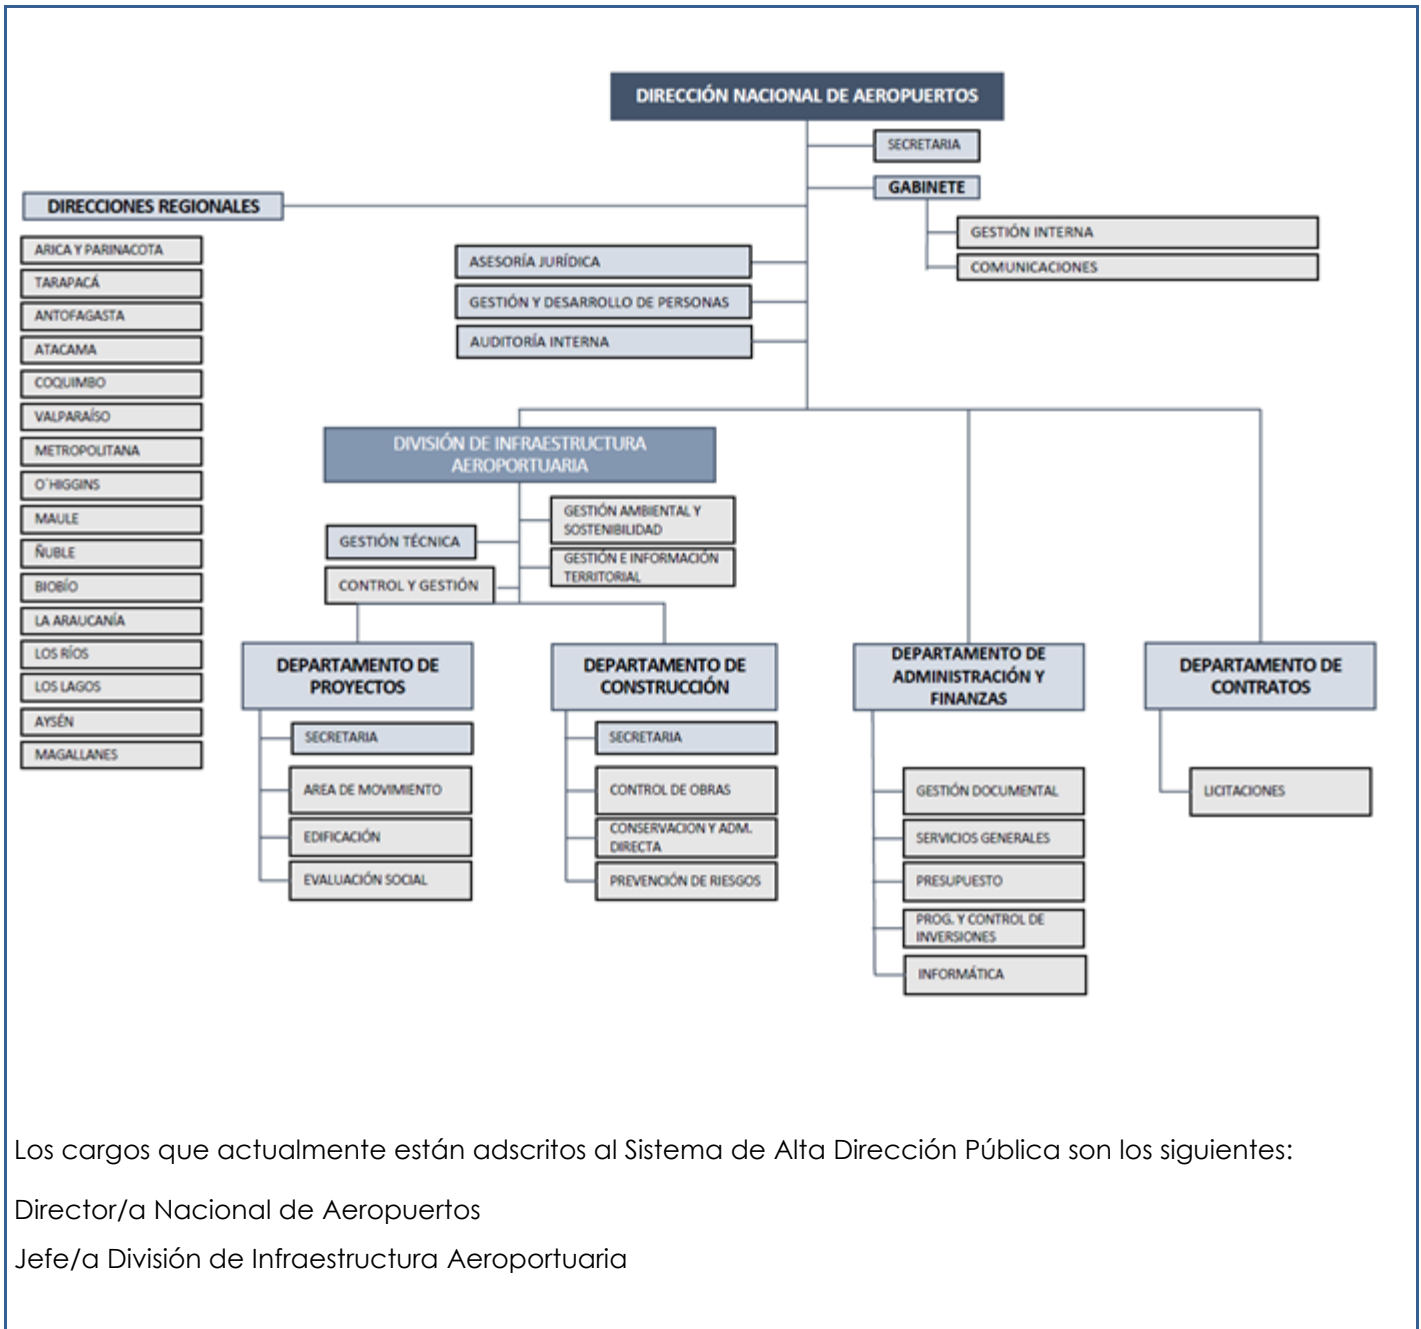 DIRECCIÓN NACIONAL DE AEROPUERTOS
SECRETARIA
GABINETE
GESTIÓN INTERNA
COMUNICACIONES
DIRECCIONES REGIONALES
ARICA Y PARINACOTA
TARAPACÁ
ANTOFAGASTA
ATACAMA
COQUIMBO
VALPARAÍSO
METROPOLITANA
O´HIGGINS
MAULE
ÑUBLE
BIOBÍO
LA ARAUCANÍA
LOS RÍOS
LOS LAGOS
AYSÉN
MAGALLANES
ASESORÍA JURÍDICA
GESTIÓN Y DESARROLLO DE PERSONAS
AUDITORÍA INTERNA
DIVISIÓN DE INFRAESTRUCTURA
AEROPORTUARIA
GESTIÓN AMBIENTAL Y
SOSTENIBILIDAD
GESTIÓN TÉCNICA
GESTIÓN E INFORMACIÓN
TERRITORIAL
CONTROL Y GESTIÓN
DEPARTAMENTO DE
PROYECTOS
SECRETARIA
AREA DE MOVIMIENTO
EDIFICACIÓN
EVALUACIÓN SOCIAL
DEPARTAMENTO DE
CONSTRUCCIÓN
SECRETARIA
CONTROL DE OBRAS
CONSERVACION Y ADM.
DIRECTA
PREVENCIÓN DE RIESGOS
DEPARTAMENTO DE
ADMINISTRACIÓN Y
FINANZAS
GESTIÓN DOCUMENTAL
SERVICIOS GENERALES
PRESUPUESTO
PROG. Y CONTROL DE
INVERSIONES
INFORMÁTICA
DEPARTAMENTO DE
CONTRATOS
LICITACIONES
Los cargos que actualmente están adscritos al Sistema de Alta Dirección Pública son los siguientes:
Director/a Nacional de Aeropuertos
Jefe/a División de Infraestructura Aeroportuaria